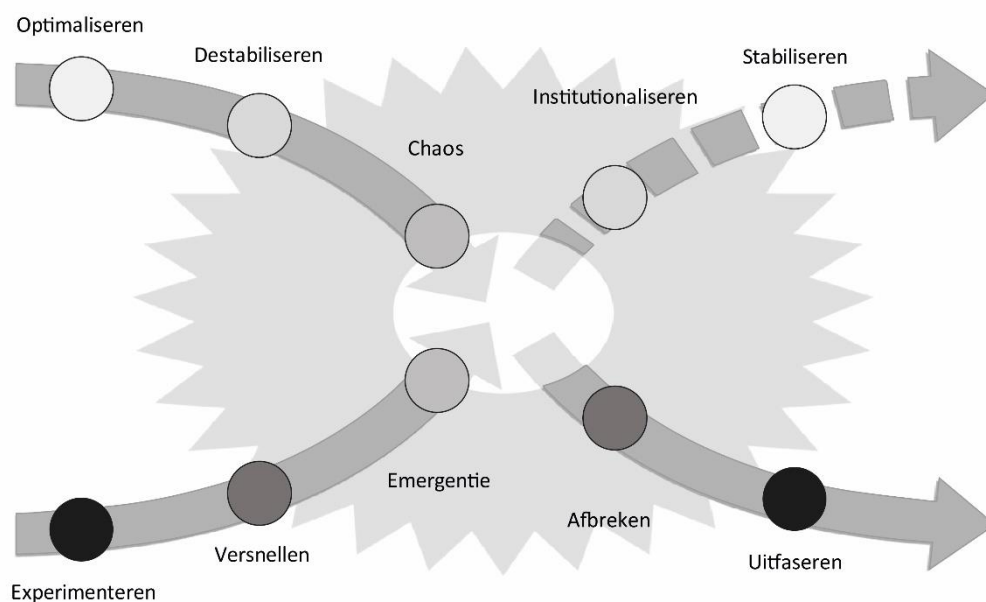 Optimaliseren
Destabiliseren
Chaos
Institutionaliseren
Stabiliseren
Experimenteren
Versnellen
Emergentie
Afbreken
Uitfaseren